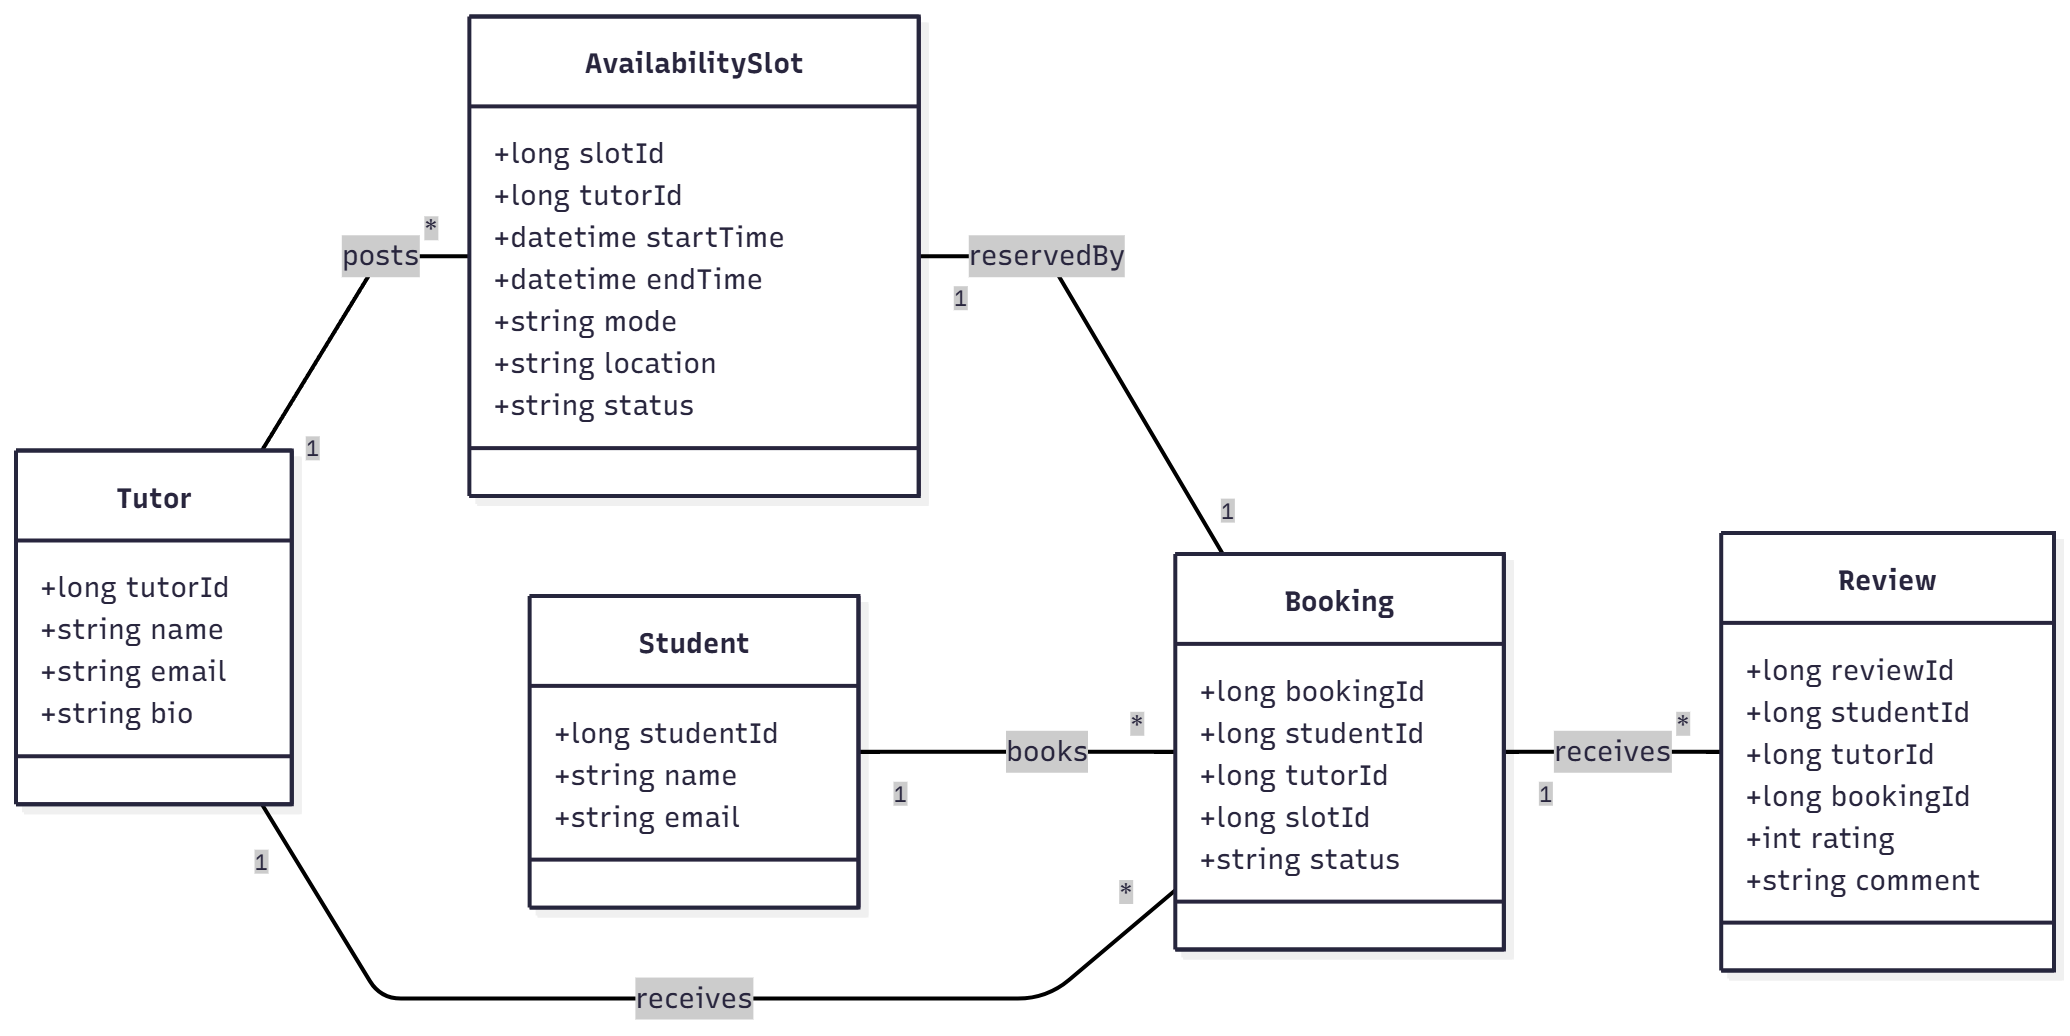 AvailabilitySlot
+long slotId
+long tutorId
+datetime startTime
+datetime endTime
+string mode
+string location
+string status
posts
*
1
reservedBy
1
1
Tutor
+long tutorId
+string name
+string email
+string bio
Student
+long studentId
+string name
+string email
books
1
*
Booking
+long bookingId
+long studentId
+long tutorId
+long slotId
+string status
receives
1
*
Review
+long reviewId
+long studentId
+long tutorId
+long bookingId
+int rating
+string comment
1
receives
*